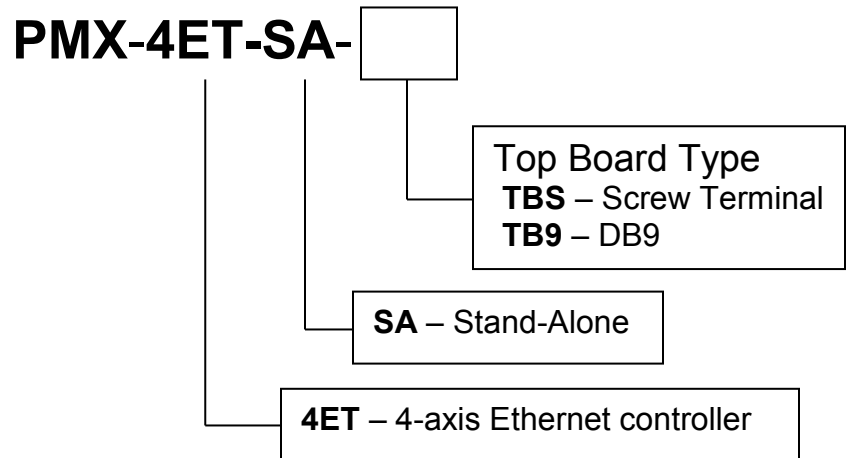 PMX-4ET-SA-
Top Board Type
TBS – Screw Terminal
TB9 – DB9
SA – Stand-Alone
4ET – 4-axis Ethernet controller